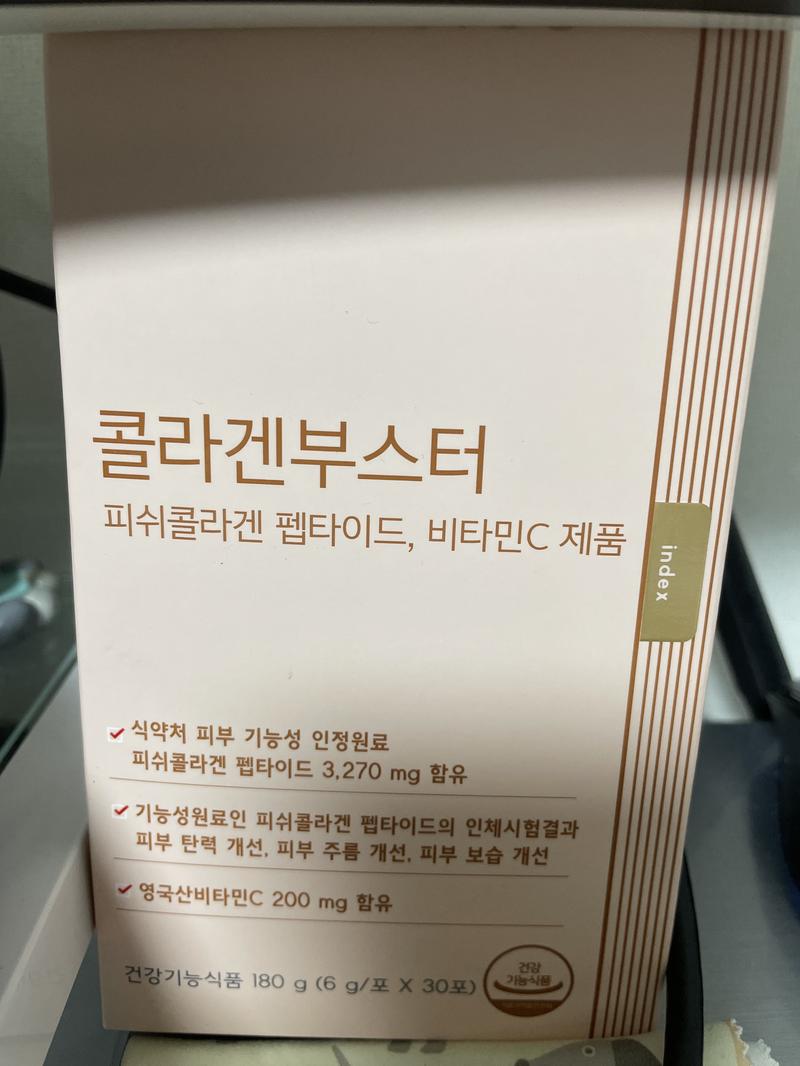 콜라겐부스터
피쉬콜라겐 펩타이드, 비타민C 제품
index
식약처 피부 기능성 인정원료
피쉬콜라겐 펩타이드 3,270 mg 함유
기능성원료인 피쉬콜라겐 펩타이드의 인체시험결과
피부 탄력 개선, 피부 주름 개선, 피부 보습 개선
영국산비타민C 200 mg 함유
건강기능식품 180 g (6 g/포 X 30포)
건강
기능식품